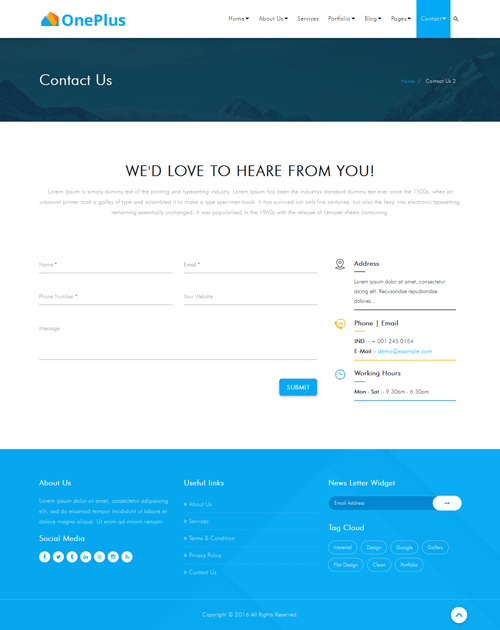 OnePlus
Home
About Us
Services
Portfolio
Blog
Pages
Contact
Contact Us
Home / Contact Us 2
WE'D LOVE TO HEARE FROM YOU!
Lorem Ipsum is simply dummy text of the printing and typesetting industry. Lorem Ipsum has been the industry's standard dummy text ever since the 1500s, when an
unknown printer took a galley of type and scrambled it to make a type specimen book. It has survived not only five centuries, but also the leap into electronic typesetting,
remaining essentially unchanged. It was popularised in the 1960s with the release of Letraset sheets containing.
Name *
Email *
Phone Number *
Your Website
Message
SUBMIT
Address
Lorem ipsum dolor sit amet, consectetur
iscing elit. Recusandae repudiandae
dolores...
Phone | Email
IND :- + 001 245 0154
E-Mail :- demo@example.com
Working Hours
Mon - Sat :- 9:30am - 6:30pm
About Us
Lorem ipsum dolor sit amet, consectetur adipiscing
elit, sed do eiusmod tempor incididunt ut labore et
dolore magna aliqua. Ut enim ad minim veniam
Social Media
Useful links
» About Us
» Services
» Terms & Condition
» Privacy Policy
» Contact Us
News Letter Widget
Email Address
Tag Cloud
Material
Design
Google
Gallery
Flat Design
Clean
Portfolio
Copyright © 2016 All Rights Reserved.